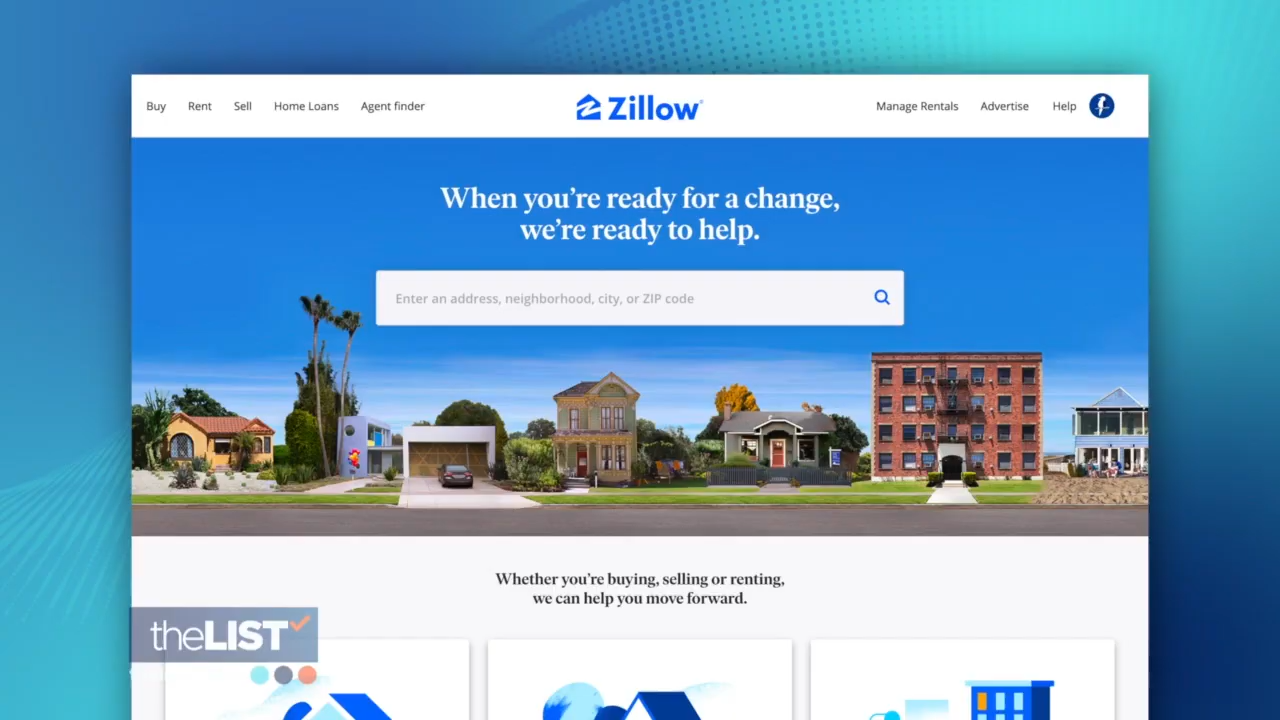 Buy Rent Sell Home Loans Agent finder
Zillow
Manage Rentals Advertise Help
When you're ready for a change,
we're ready to help.
Enter an address, neighborhood, city, or ZIP code
Whether you're buying, selling or renting,
we can help you move forward.
theLIST